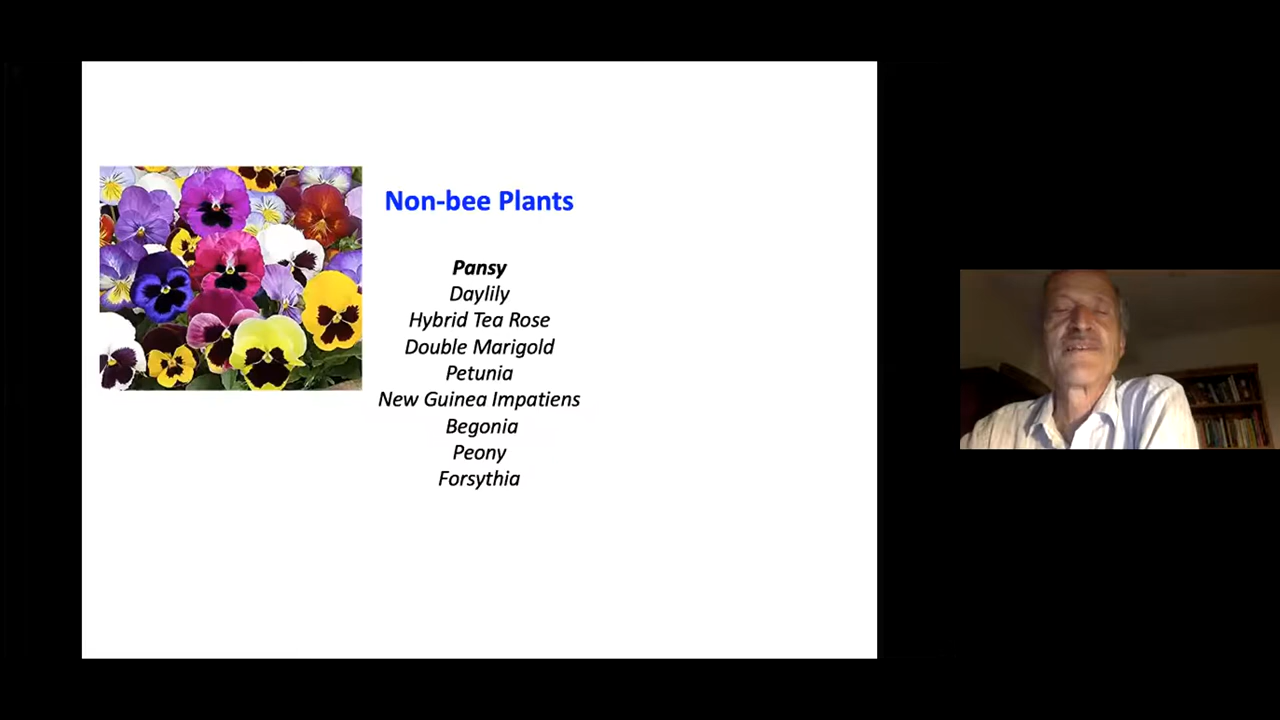 Non-bee Plants
Pansy
Daylily
Hybrid Tea Rose
Double Marigold
Petunia
New Guinea Impatiens
Begonia
Peony
Forsythia